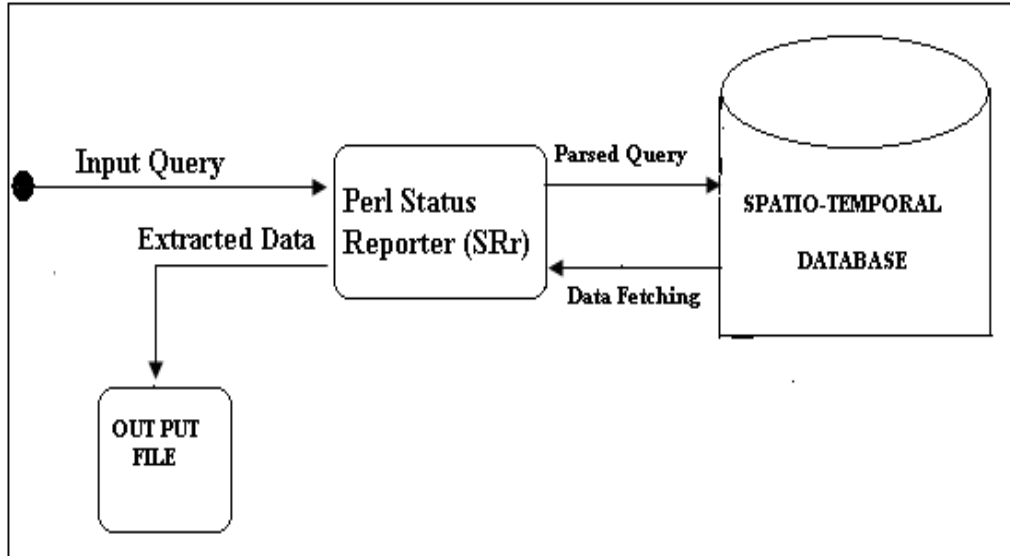 Input Query
Perl Status
Reporter (SRr)
Parsed Query
SPATIO-TEMPORAL
DATABASE
Extracted Data
Data Fetching
OUT PUT
FILE